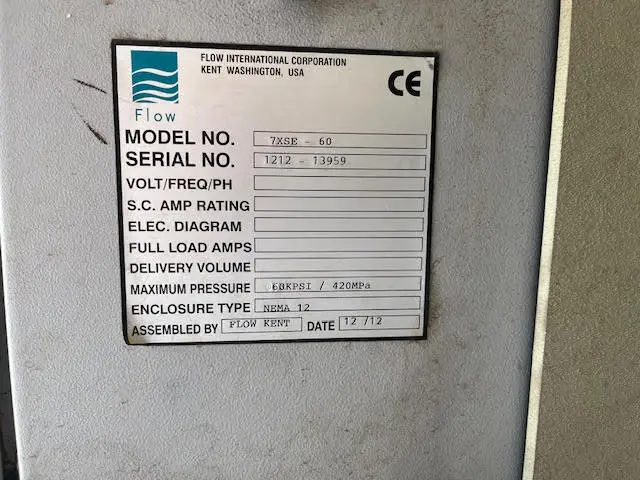 FLOW INTERNATIONAL CORPORATION
KENT WASHINGTON, USA
CE
Flow
MODEL NO. 7XSE - 60
SERIAL NO. 1212 - 13959
VOLT/FREQ/PH
S.C. AMP RATING
ELEC. DIAGRAM
FULL LOAD AMPS
DELIVERY VOLUME
MAXIMUM PRESSURE 60KPSI / 420MPa
ENCLOSURE TYPE NEMA 12
ASSEMBLED BY FLOW KENT DATE 12 /12